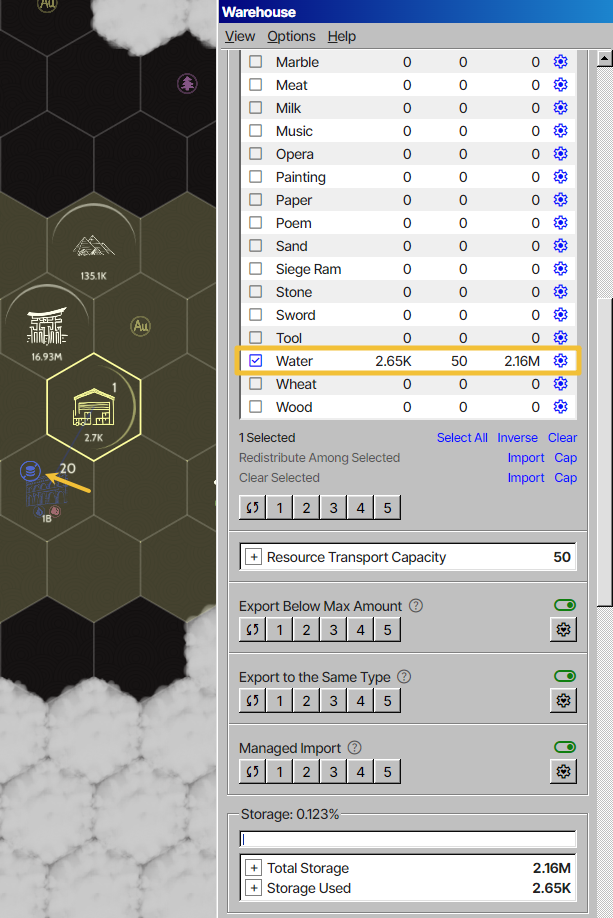 Au
135.1K
16.93M
Au
1
2.7K
20
1B
Au
Warehouse
View Options Help
Marble 0 0 0
Meat 0 0 0
Milk 0 0 0
Music 0 0 0
Opera 0 0 0
Painting 0 0 0
Paper 0 0 0
Poem 0 0 0
Sand 0 0 0
Siege Ram 0 0 0
Stone 0 0 0
Sword 0 0 0
Tool 0 0 0
Water 2.65K 50 2.16M
Wheat 0 0 0
Wood 0 0 0
1 Selected Select All Inverse Clear
Redistribute Among Selected Import Cap
Clear Selected Import Cap
1 2 3 4 5
+ Resource Transport Capacity 50
Export Below Max Amount ?
1 2 3 4 5
Export to the Same Type ?
1 2 3 4 5
Managed Import ?
1 2 3 4 5
Storage: 0.123%
+ Total Storage 2.16M
+ Storage Used 2.65K